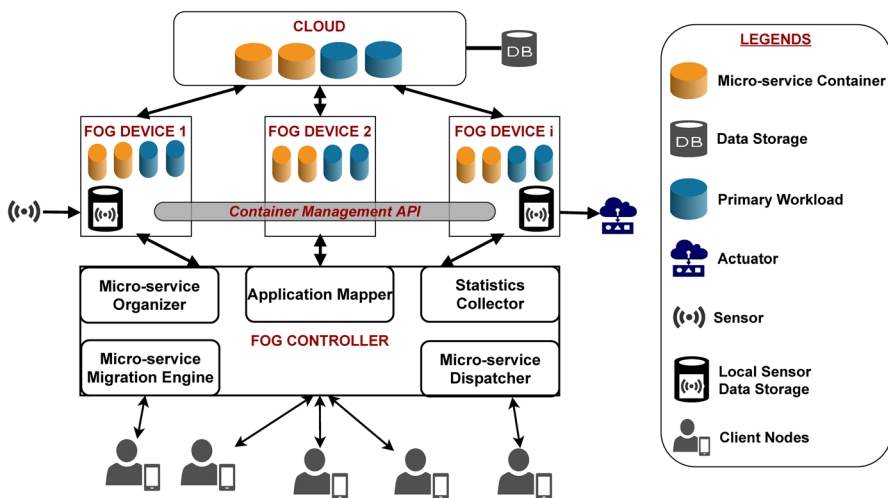 CLOUD
DB
FOG DEVICE 1
FOG DEVICE 2
FOG DEVICE i
Container Management API
Micro-service
Organizer
Application Mapper
Statistics
Collector
FOG CONTROLLER
Micro-service
Migration Engine
Micro-service
Dispatcher
LEGENDS
Micro-service Container
DB
Data Storage
Primary Workload
Actuator
Sensor
Local Sensor
Data Storage
Client Nodes